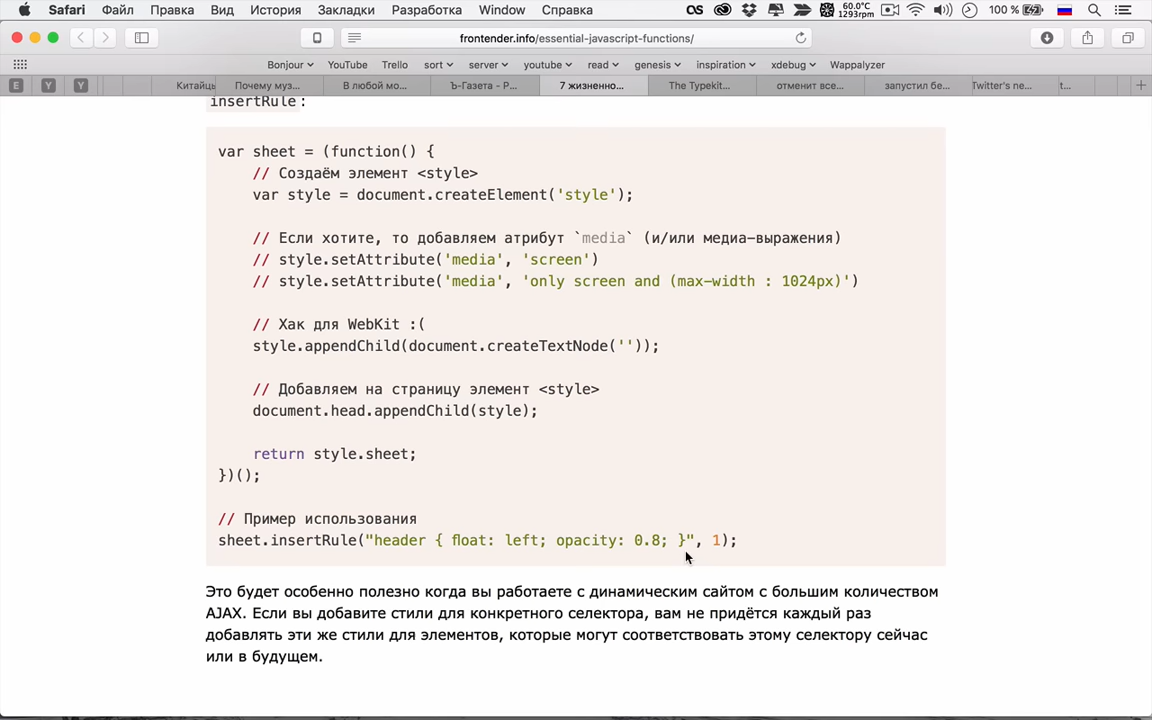 Safari Файл Правка Вид История Закладки Разработка Window Справка 60.0°C 1293rpm 100 %
frontender.info/essential-javascript-functions/
Bonjour YouTube Trello sort server youtube read genesis inspiration xdebug Wappalyzer
E Y Y Китайць Почему муз... В любой мо... Ъ-Газета - Р... 7 жизненно... The Typekit... отменит все... запустил бе... Twitter's ne... t...
insertRule:
var sheet = (function() {
// Создаём элемент <style>
var style = document.createElement('style');
// Если хотите, то добавляем атрибут `media` (и/или медиа-выражения)
// style.setAttribute('media', 'screen')
// style.setAttribute('media', 'only screen and (max-width : 1024px)')
// Хак для WebKit :(
style.appendChild(document.createTextNode(''));
// Добавляем на страницу элемент <style>
document.head.appendChild(style);
return style.sheet;
})();
// Пример использования
sheet.insertRule("header { float: left; opacity: 0.8; }", 1);
Это будет особенно полезно когда вы работаете с динамическим сайтом с большим количеством
AJAX. Если вы добавите стили для конкретного селектора, вам не придётся каждый раз
добавлять эти же стили для элементов, которые могут соответствовать этому селектору сейчас
или в будущем.